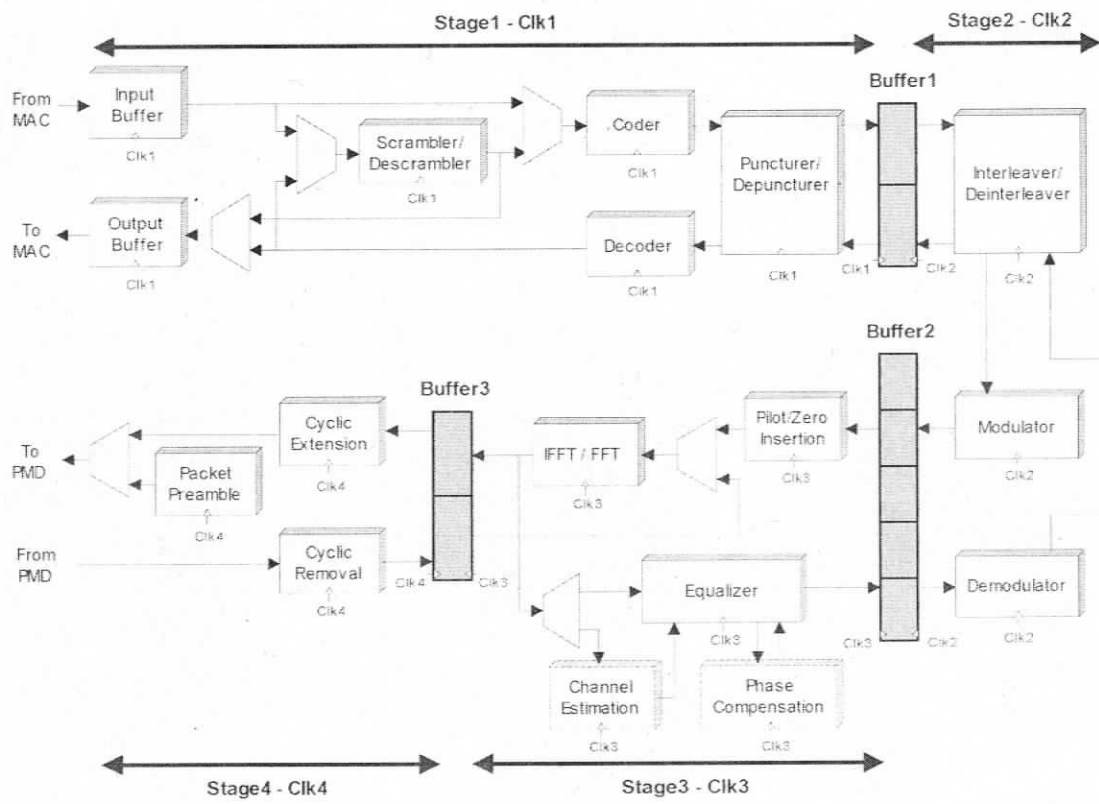 Stage1 - Clk1
Stage2 - Clk2
Buffer1
From
MAC
Input
Buffer
Clk1
Scrambler/
Descrambler
Clk1
Coder
Clk1
Puncturer/
Depuncturer
Clk1
Interleaver/
Deinterleaver
Clk2
To
MAC
Output
Buffer
Clk1
Decoder
Clk1
Clk1
Clk2
Buffer2
Buffer3
To
PMD
Cyclic
Extension
Clk4
Packet
Preamble
Clk4
IFFT / FFT
Clk3
Pilot/Zero
Insertion
Clk3
Modulator
Clk2
From
PMD
Cyclic
Removal
Clk4
Clk4
Clk3
Equalizer
Clk3
Clk3
Clk2
Demodulator
Clk2
Channel
Estimation
Clk3
Phase
Compensation
Clk3
Stage4 - Clk4
Stage3 - Clk3